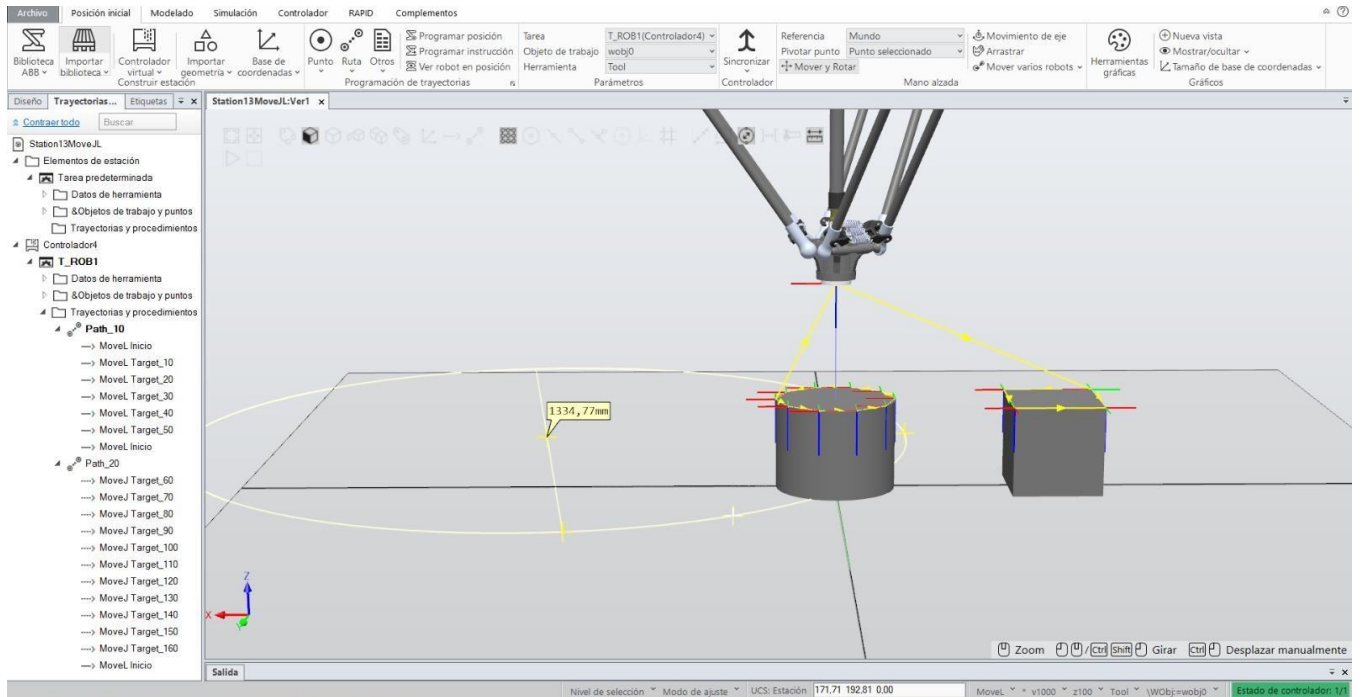 Archivo Posición inicial Modelado Simulación Controlador RAPID Complementos
Biblioteca ABB
Importar biblioteca
Controlador virtual
Importar geometría
Base de coordenadas
Construir estación
Punto Ruta Otros
Programar posición
Programar instrucción
Ver robot en posición
Programación de trayectorias
Tarea T_ROB1(Controlador4)
Objeto de trabajo wobj0
Herramienta Tool
Parámetros
Sincronizar
Controlador
Referencia Mundo
Pivotar punto Punto seleccionado
Mover y Rotar
Movimiento de eje
Arrastrar
Mover varios robots
Mano alzada
Herramientas gráficas
Nueva vista
Mostrar/ocultar
Tamaño de base de coordenadas
Gráficos
Diseño Trayectorias... Etiquetas
Station13MoveJL:Ver1
Contraer todo Buscar
Station13MoveJL
Elementos de estación
Tarea predeterminada
Datos de herramienta
&Objetos de trabajo y puntos
Trayectorias y procedimientos
Controlador4
T_ROB1
Datos de herramienta
&Objetos de trabajo y puntos
Trayectorias y procedimientos
Path_10
MoveL Inicio
MoveL Target_10
MoveL Target_20
MoveL Target_30
MoveL Target_40
MoveL Target_50
MoveL Inicio
Path_20
MoveJ Target_60
MoveJ Target_70
MoveJ Target_80
MoveJ Target_90
MoveJ Target_100
MoveJ Target_110
MoveJ Target_120
MoveJ Target_130
MoveJ Target_140
MoveJ Target_150
MoveJ Target_160
MoveL Inicio
1334,77mm
Z
X
Y
Zoom / Ctrl Shift Girar Ctrl Desplazar manualmente
Salida
Nivel de selección Modo de ajuste UCS: Estación 171,71 192,81 0,00 MoveL * v1000 z100 Tool \WObj:=wobj0 Estado de controlador: 1/1